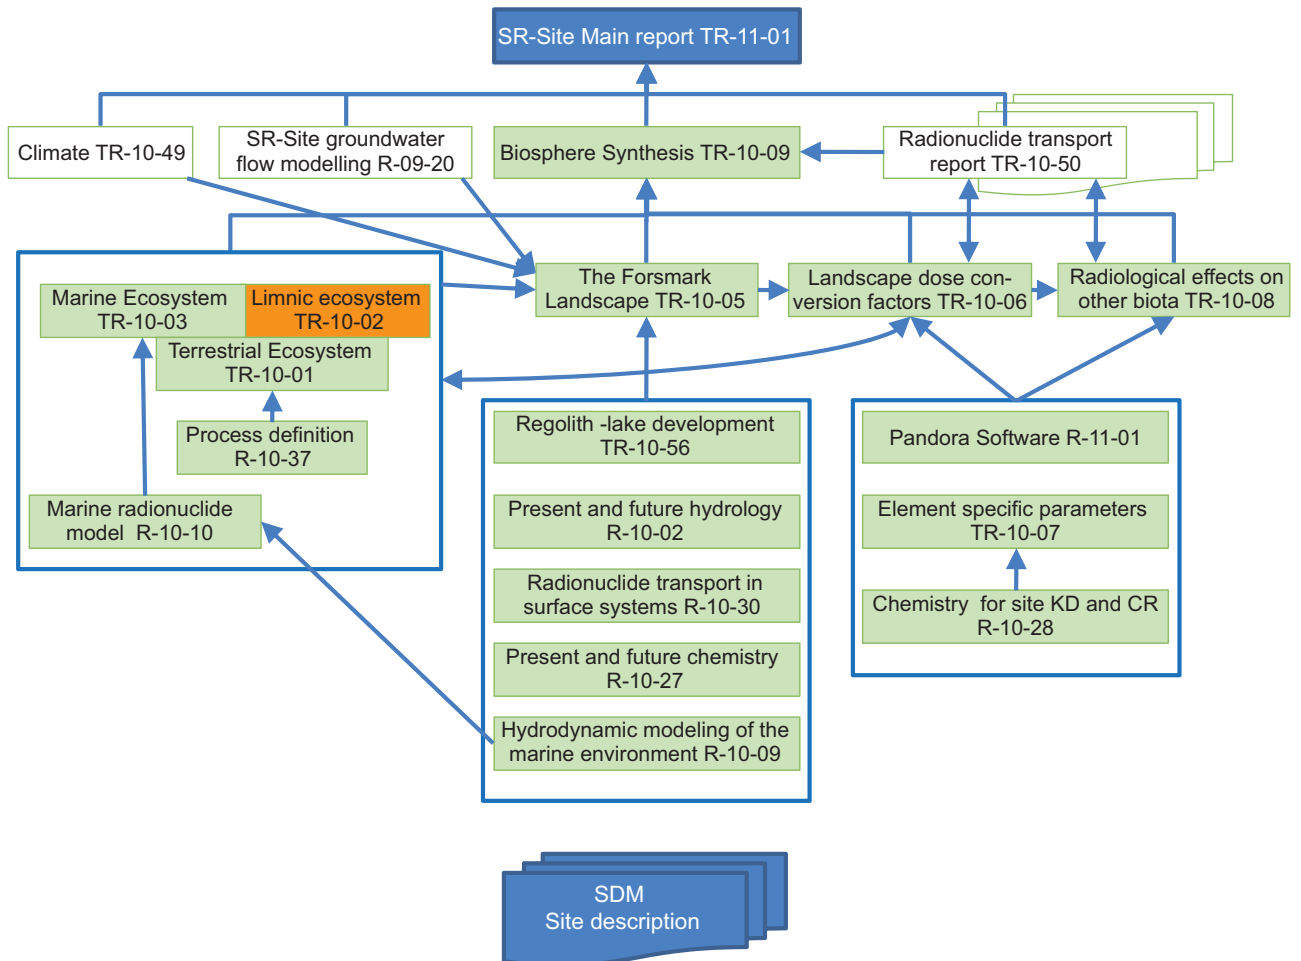 SR-Site Main report TR-11-01
Climate TR-10-49
SR-Site groundwater
flow modelling R-09-20
Biosphere Synthesis TR-10-09
Radionuclide transport
report TR-10-50
Marine Ecosystem
TR-10-03
Limnic ecosystem
TR-10-02
Terrestrial Ecosystem
TR-10-01
Process definition
R-10-37
Marine radionuclide
model R-10-10
The Forsmark
Landscape TR-10-05
Landscape dose con-
version factors TR-10-06
Radiological effects on
other biota TR-10-08
Regolith -lake development
TR-10-56
Present and future hydrology
R-10-02
Radionuclide transport in
surface systems R-10-30
Present and future chemistry
R-10-27
Hydrodynamic modeling of the
marine environment R-10-09
Pandora Software R-11-01
Element specific parameters
TR-10-07
Chemistry for site KD and CR
R-10-28
SDM
Site description